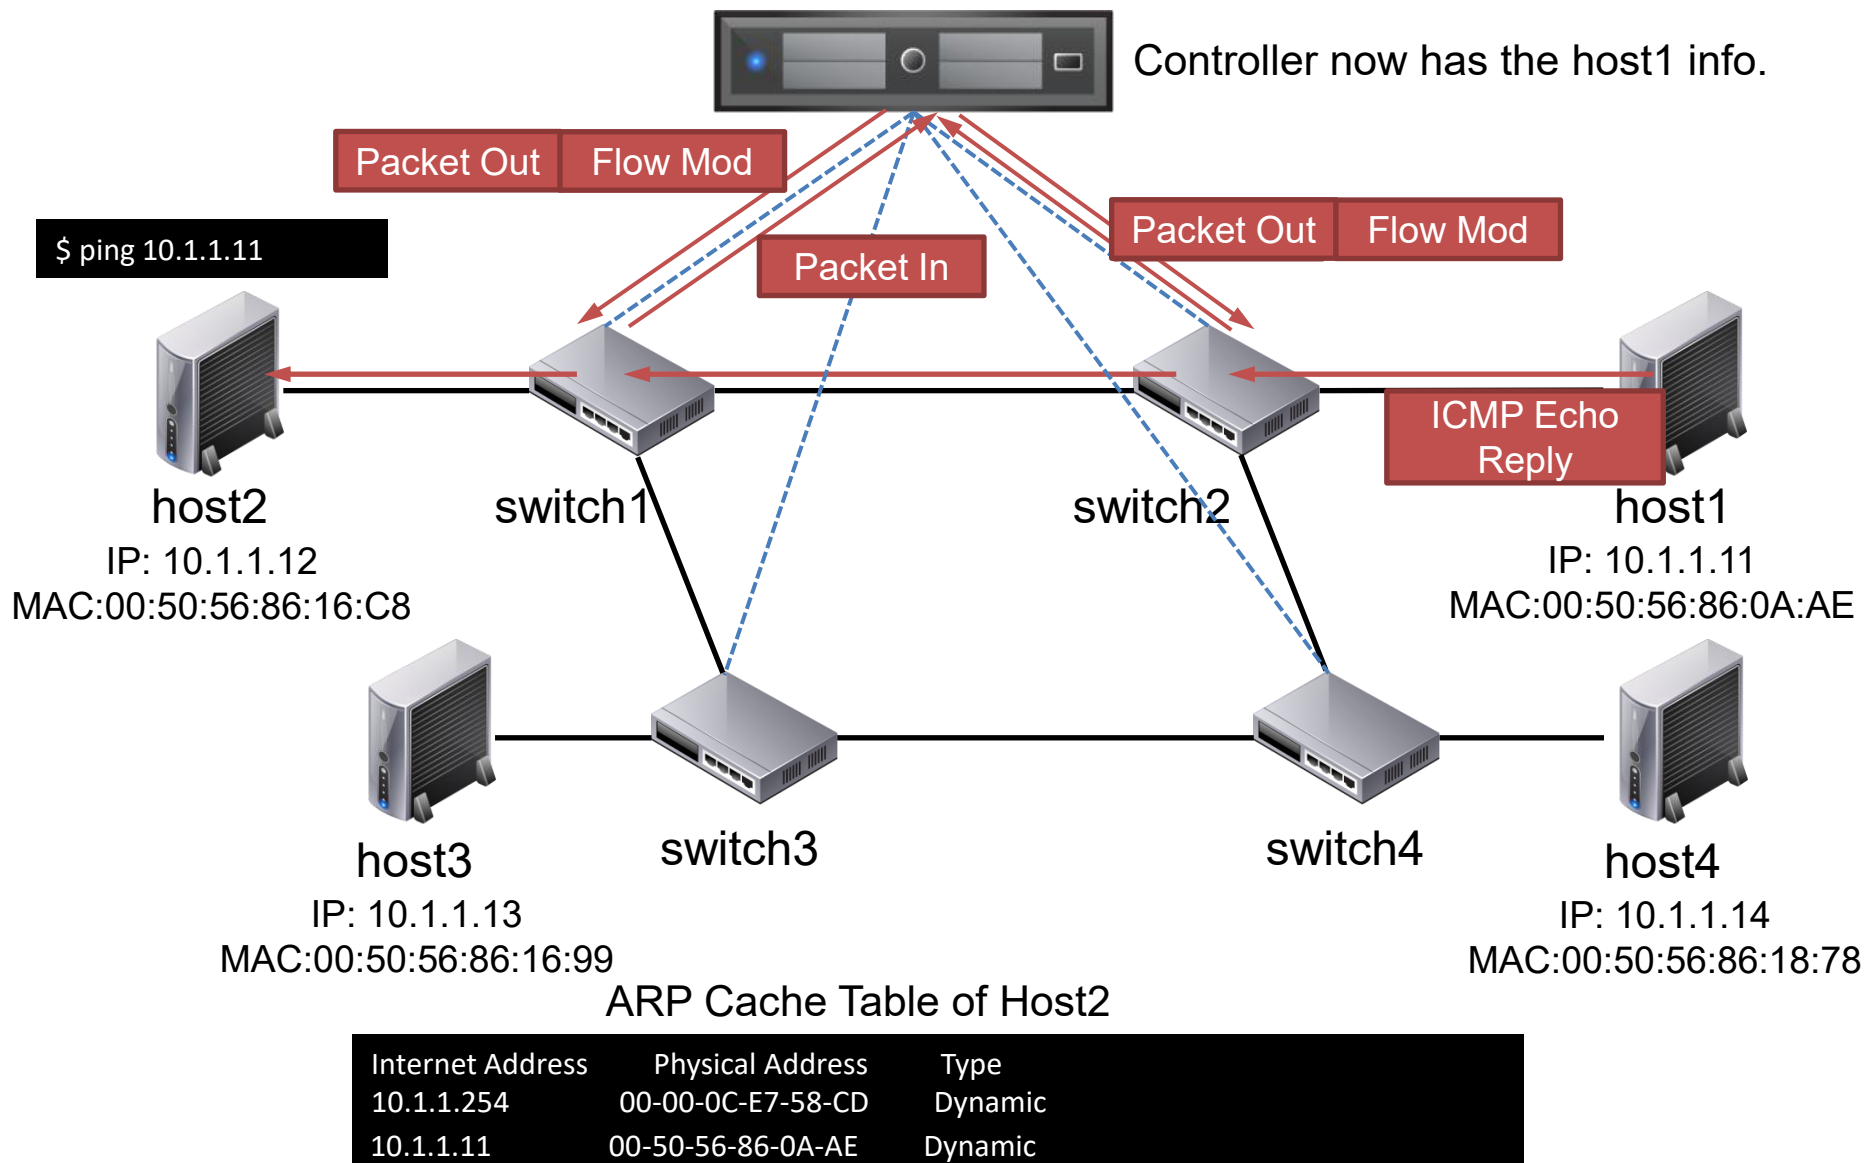 Controller now has the host1 info.
Packet Out Flow Mod
Packet Out Flow Mod
$ ping 10.1.1.11
Packet In
ICMP Echo
Reply
host2
IP: 10.1.1.12
MAC:00:50:56:86:16:C8
switch1
switch2
host1
IP: 10.1.1.11
MAC:00:50:56:86:0A:AE
host3
IP: 10.1.1.13
MAC:00:50:56:86:16:99
switch3
switch4
host4
IP: 10.1.1.14
MAC:00:50:56:86:18:78
ARP Cache Table of Host2
Internet Address Physical Address Type
10.1.1.254 00-00-0C-E7-58-CD Dynamic
10.1.1.11 00-50-56-86-0A-AE Dynamic